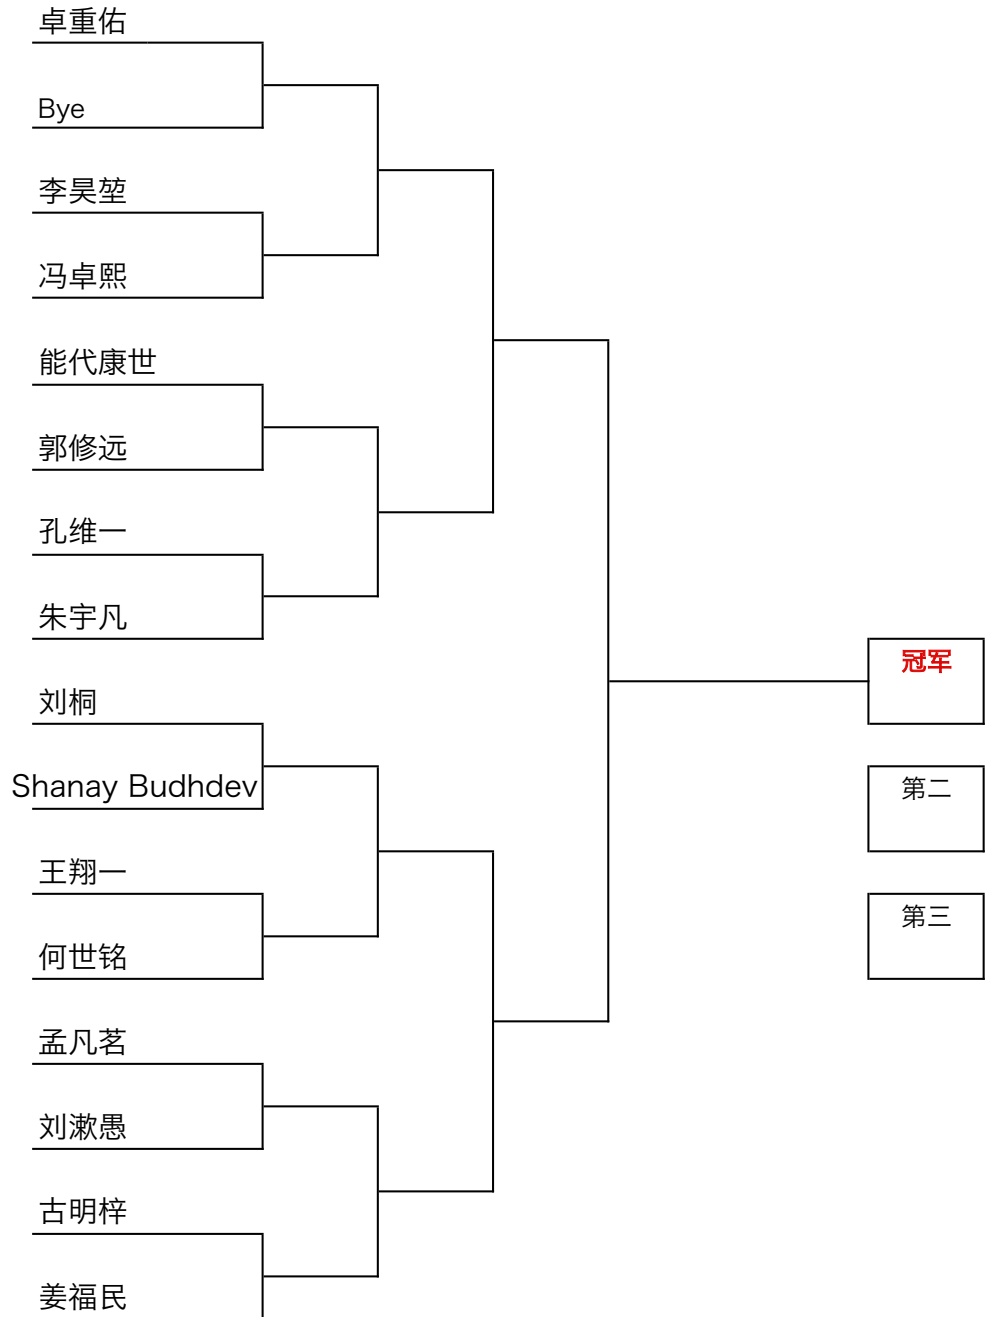 卓重佑
Bye
李昊堃
冯卓熙
能代康世
郭修远
孔维一
朱宇凡
冠军
刘桐
Shanay Budhdev
第二
王翔一
第三
何世铭
孟凡茗
刘漱愚
古明梓
姜福民